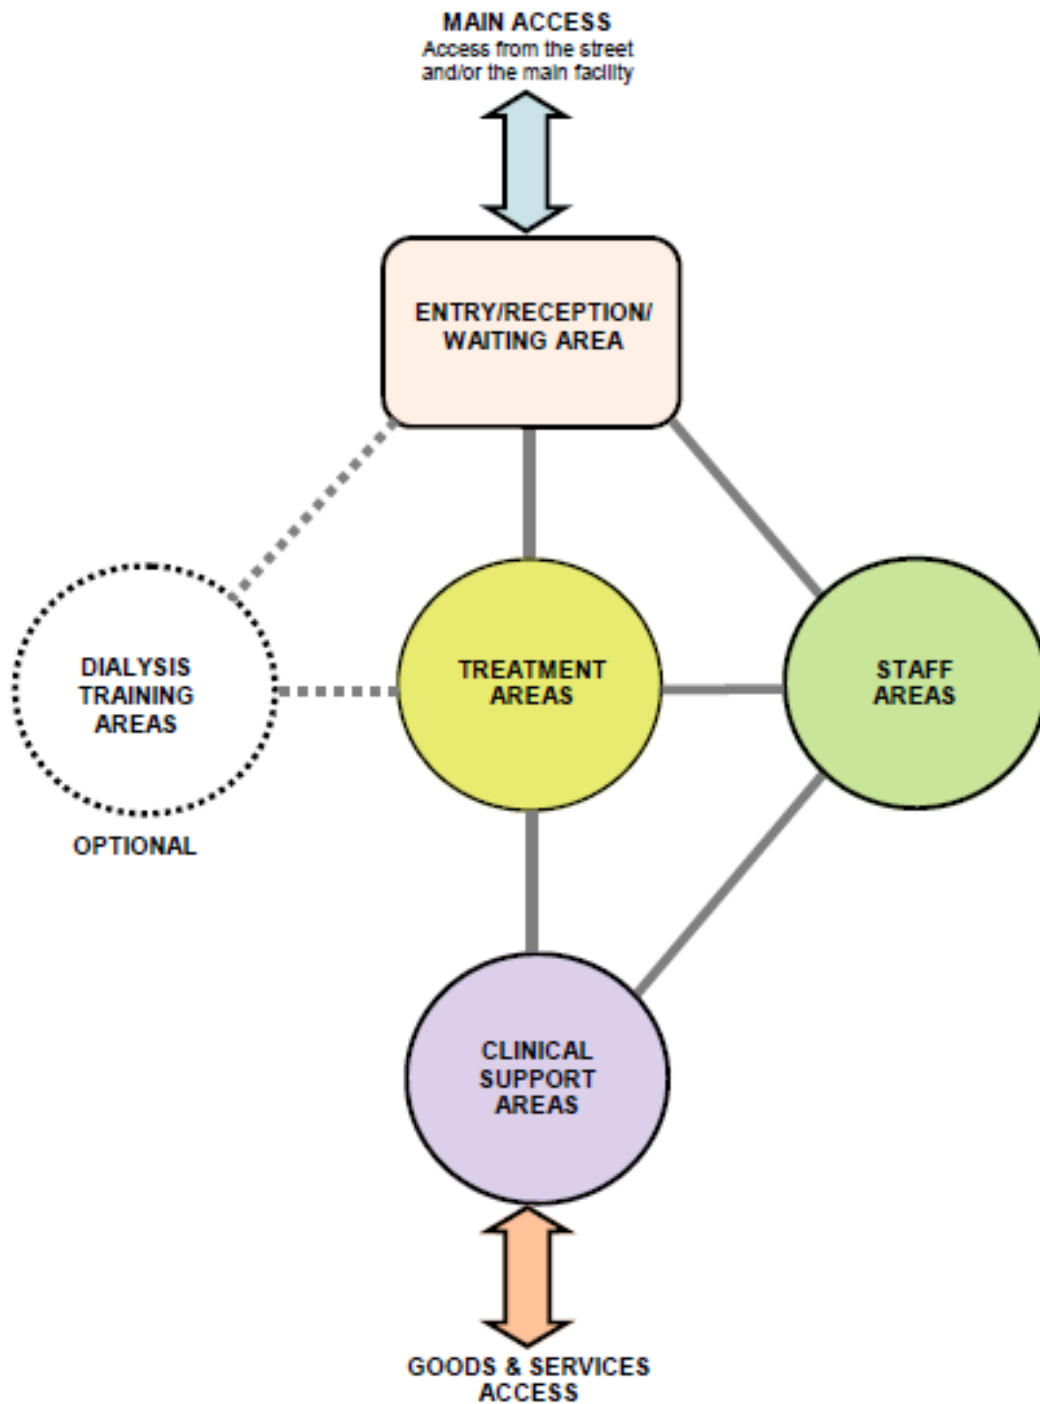 MAIN ACCESS
Access from the street
and/or the main facility
ENTRY/RECEPTION/
WAITING AREA
DIALYSIS
TRAINING
AREAS
OPTIONAL
TREATMENT
AREAS
STAFF
AREAS
CLINICAL
SUPPORT
AREAS
GOODS & SERVICES
ACCESS